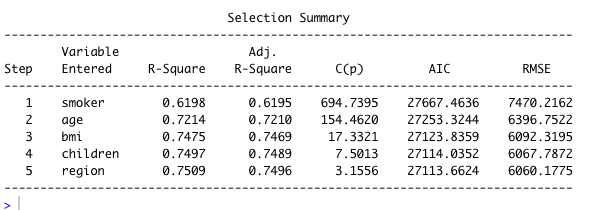 Selection Summary
-------------------------------------------------------------------------------
Variable Adj.
Step Entered R-Square R-Square C(p) AIC RMSE
-------------------------------------------------------------------------------
1 smoker 0.6198 0.6195 694.7395 27667.4636 7470.2162
2 age 0.7214 0.7210 154.4620 27253.3244 6396.7522
3 bmi 0.7475 0.7469 17.3321 27123.8359 6092.3195
4 children 0.7497 0.7489 7.5013 27114.0352 6067.7872
5 region 0.7509 0.7496 3.1556 27113.6624 6060.1775
-------------------------------------------------------------------------------
>